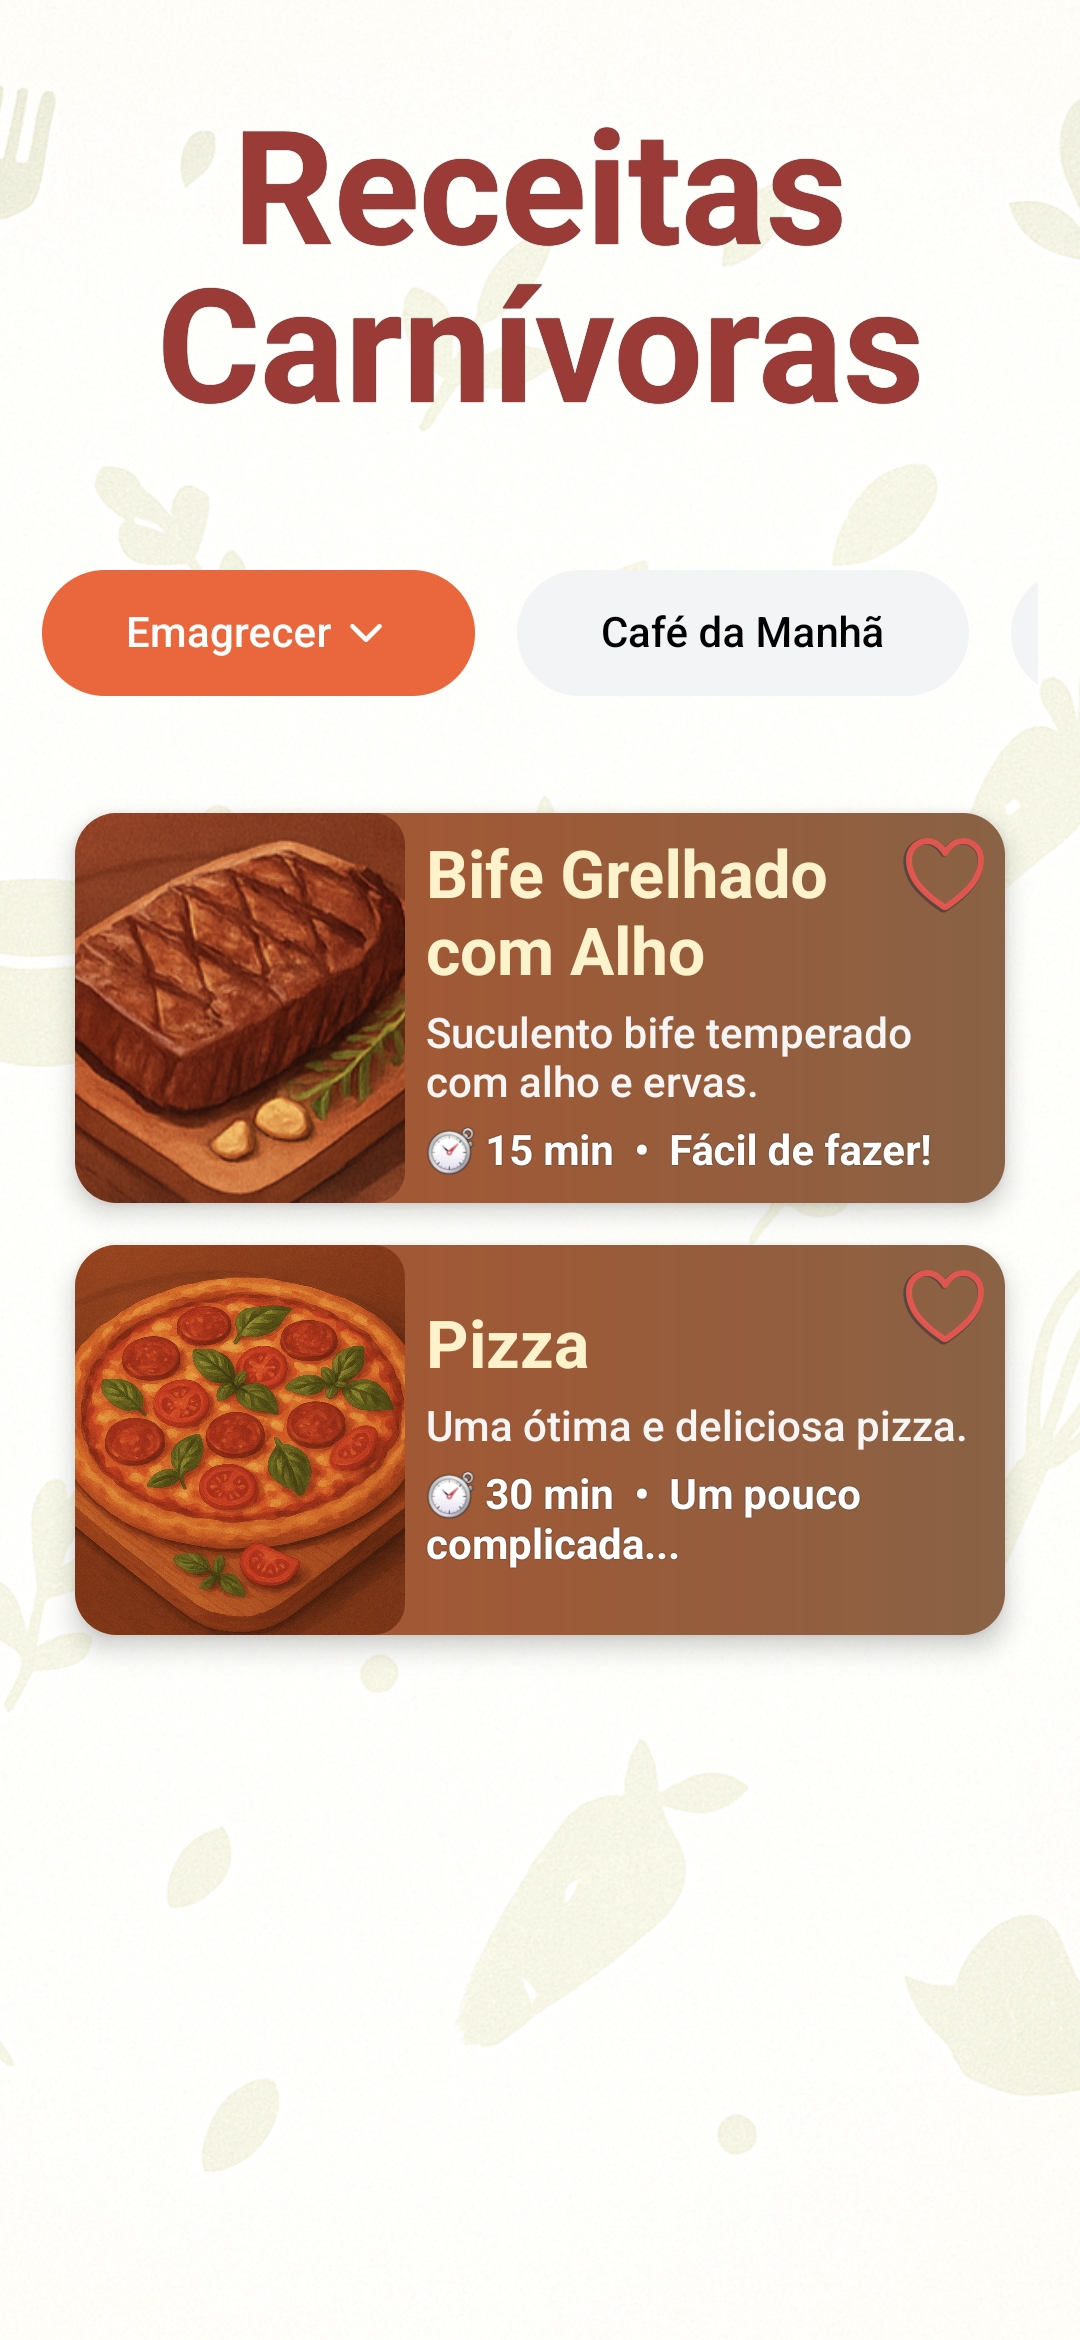 Receitas
Carnívoras
Emagrecer
Café da Manhã
Bife Grelhado
com Alho
Suculento bife temperado
com alho e ervas.
15 min • Fácil de fazer!
Pizza
Uma ótima e deliciosa pizza.
30 min • Um pouco
complicada...